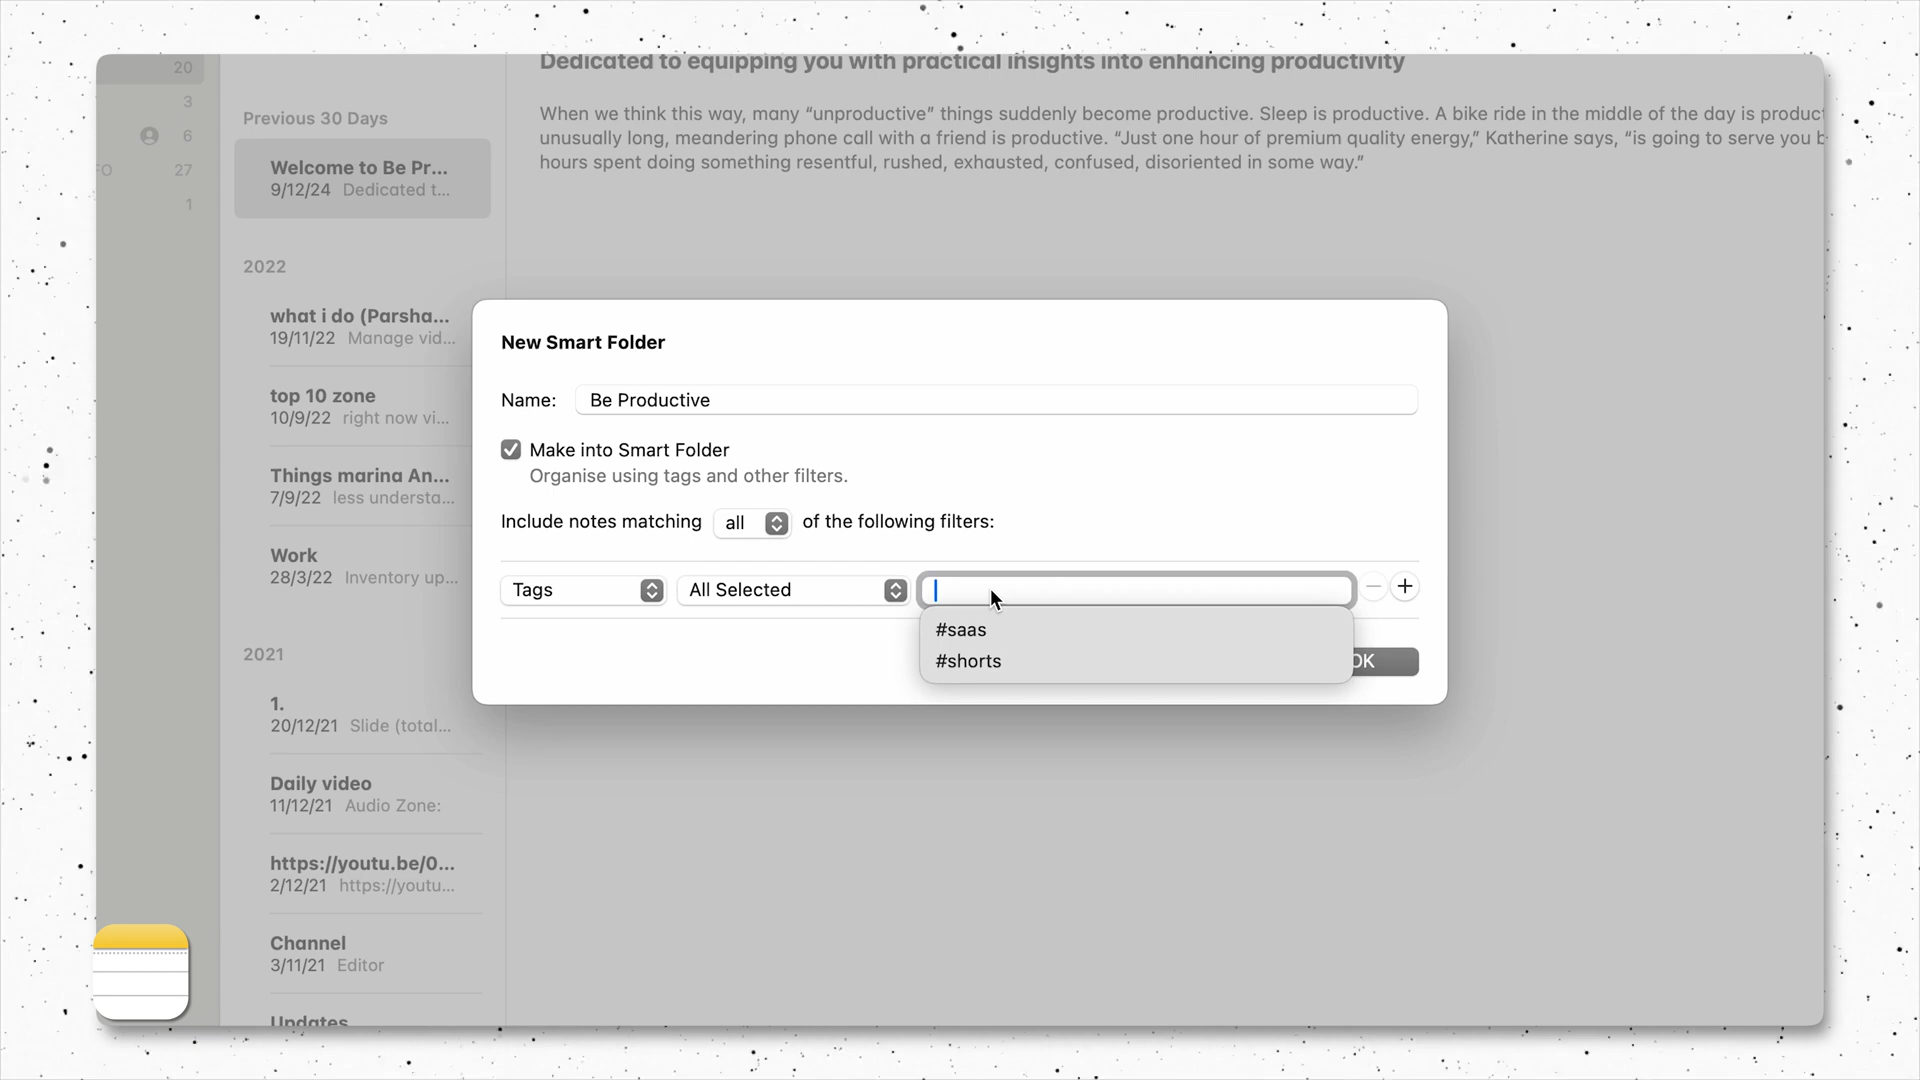 20
3
6
FO 27
1
Previous 30 Days
Welcome to Be Pr...
9/12/24 Dedicated t...
2022
what i do (Parsha...
19/11/22 Manage vid...
top 10 zone
10/9/22 right now vi...
Things marina An...
7/9/22 less understa...
Work
28/3/22 Inventory up...
2021
1.
20/12/21 Slide (total...
Daily video
11/12/21 Audio Zone:
https://youtu.be/0...
2/12/21 https://youtu...
Channel
3/11/21 Editor
Updates
Dedicated to equipping you with practical insights into enhancing productivity
When we think this way, many “unproductive” things suddenly become productive. Sleep is productive. A bike ride in the middle of the day is product
unusually long, meandering phone call with a friend is productive. “Just one hour of premium quality energy,” Katherine says, “is going to serve you b
hours spent doing something resentful, rushed, exhausted, confused, disoriented in some way.”
New Smart Folder
Name: Be Productive
Make into Smart Folder
Organise using tags and other filters.
Include notes matching all of the following filters:
Tags All Selected
#saas
#shorts
OK